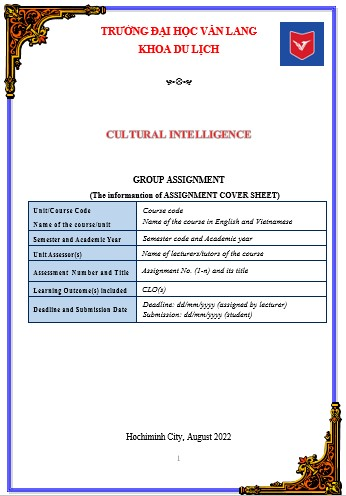 TRƯỜNG ĐẠI HỌC VĂN LANG
KHOA DU LỊCH
CULTURAL INTELLIGENCE
GROUP ASSIGNMENT
(The informantion of ASSIGNMENT COVER SHEET)
Unit/Course Code
Name of the course/unit
Course code
Name of the course in English and Vietnamese
Semester and Academic Year
Semester code and Academic year
Unit Assessor(s)
Name of lecturers/tutors of the course
Assessment Number and Title
Assignment No. (1-n) and its title
Learning Outcome(s) included
CLO(s)
Deadline and Submission Date
Deadline: dd/mm/yyyy (assigned by lecturer)
Submission: dd/mm/yyyy (student)
Hochiminh City, August 2022
1